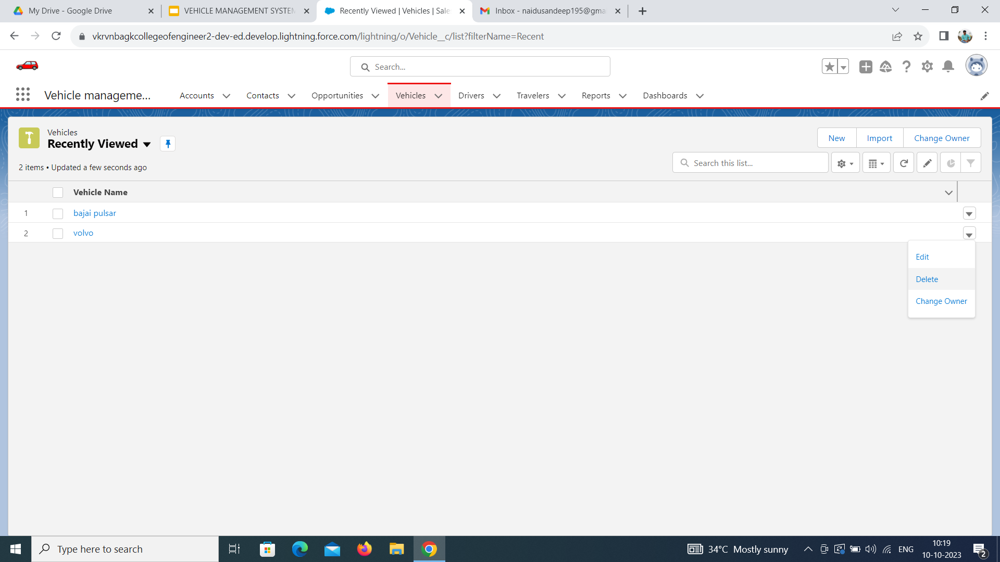 My Drive - Google Drive
VEHICLE MANAGEMENT SYSTEM
Recently Viewed | Vehicles | Sale
Inbox - naidusandeep195@gma
vkrvnbagkcollegeofengineer2-dev-ed.develop.lightning.force.com/lightning/o/Vehicle__c/list?filterName=Recent
Search...
Vehicle manageme...
Accounts
Contacts
Opportunities
Vehicles
Drivers
Travelers
Reports
Dashboards
Vehicles
Recently Viewed
New
Import
Change Owner
2 items • Updated a few seconds ago
Search this list...
Vehicle Name
1
bajai pulsar
2
volvo
Edit
Delete
Change Owner
Type here to search
34°C Mostly sunny
ENG
10:19
10-10-2023
2